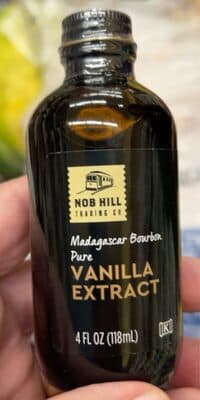 NOB HILL
TRADING CO
Madagascar Bourbon
Pure
VANILLA
EXTRACT
4 FL OZ (118mL)
K